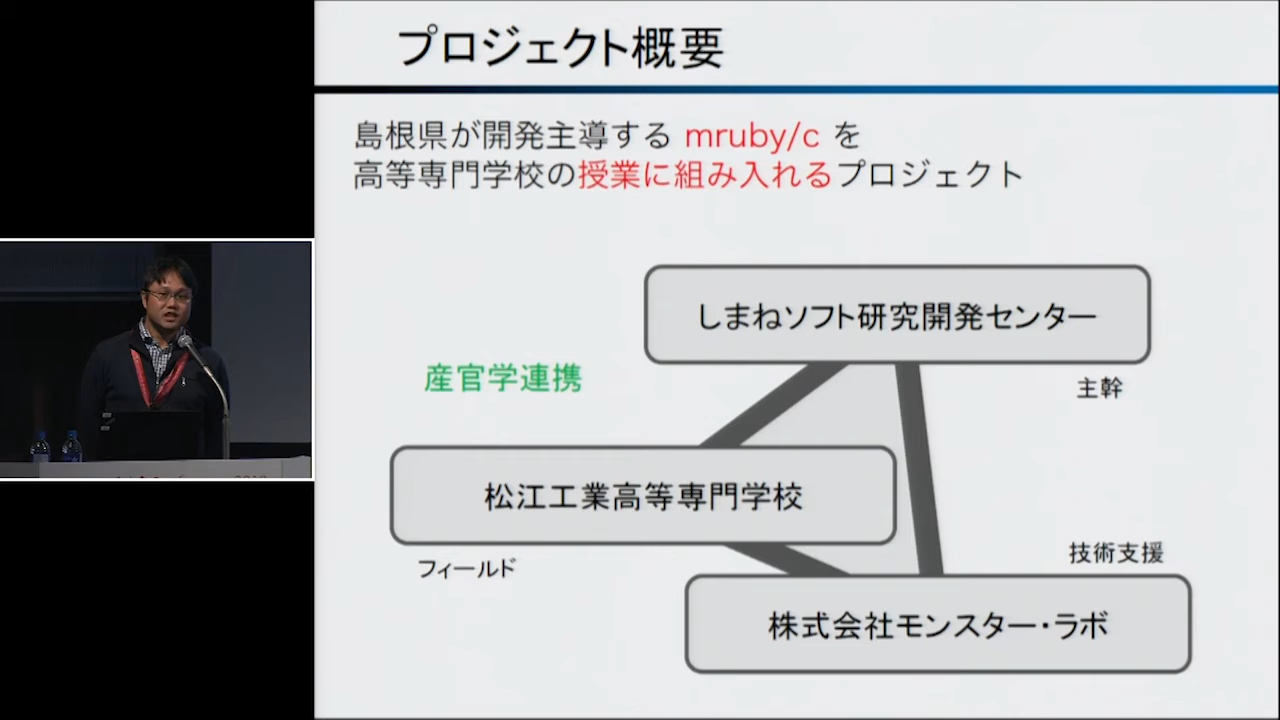 プロジェクト概要
島根県が開発主導する mruby/c を
高等専門学校の授業に組み入れるプロジェクト
しまねソフト研究開発センター
主幹
産官学連携
松江工業高等専門学校
フィールド
技術支援
株式会社モンスター・ラボ